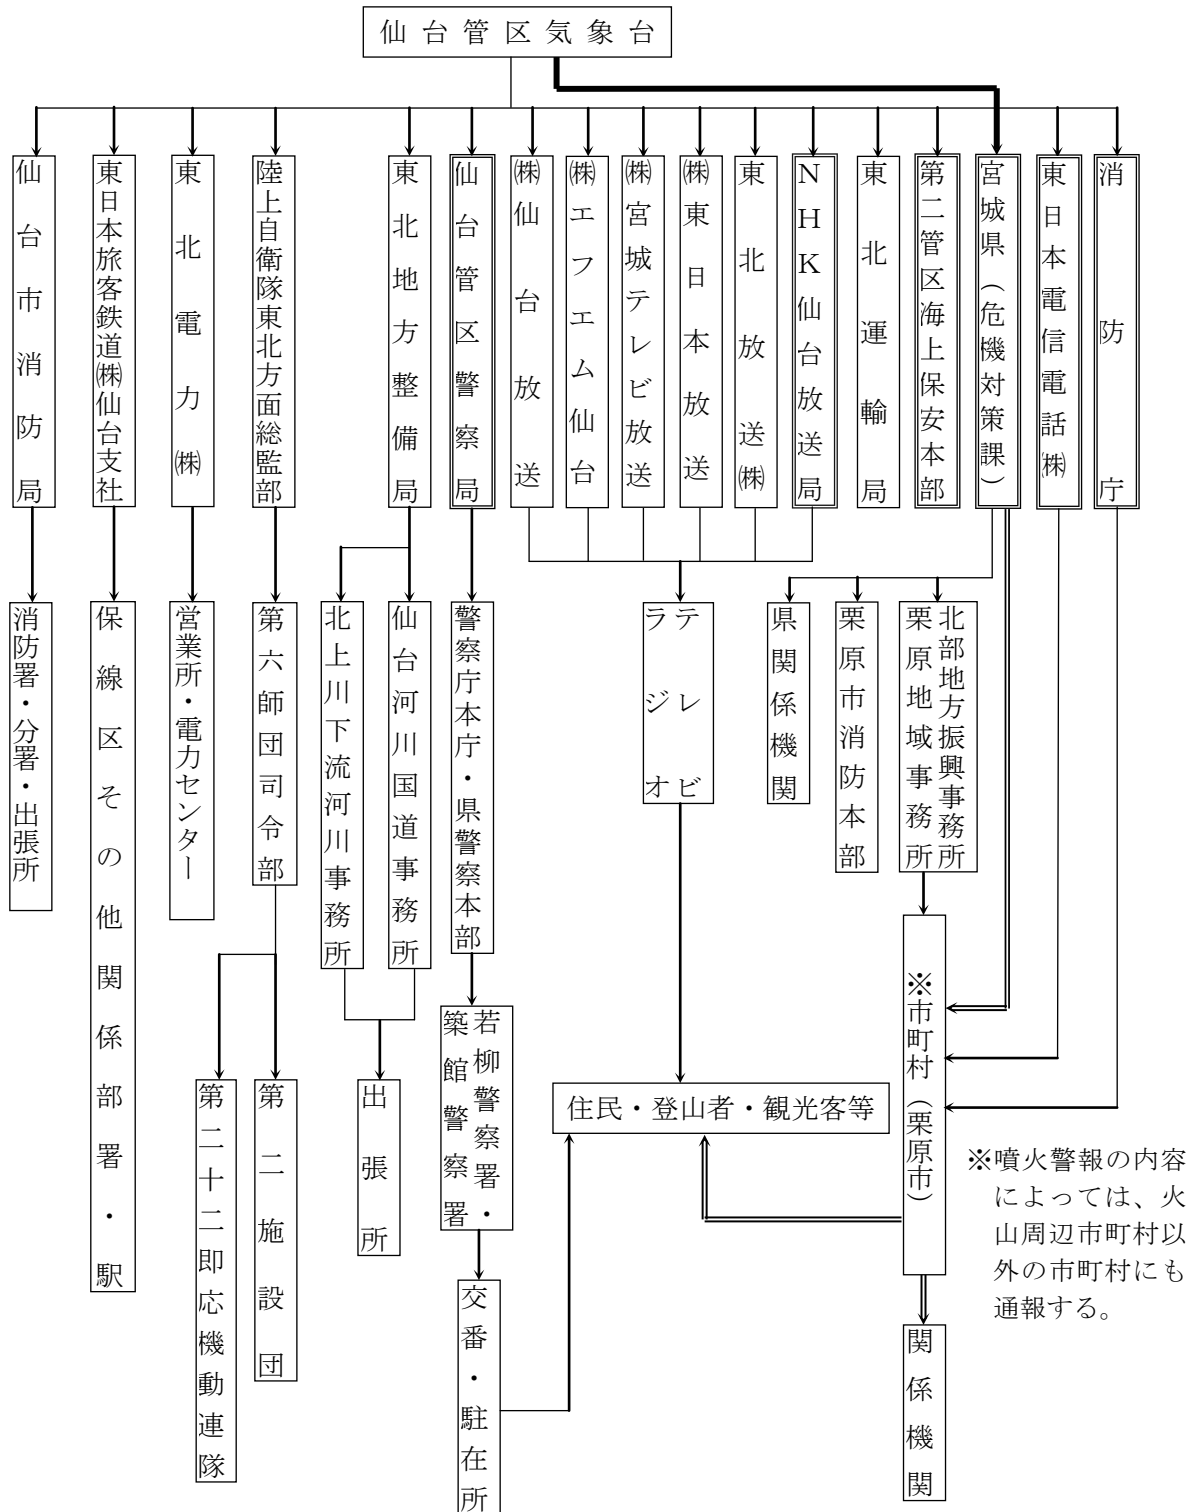 仙台管区気象台
仙台市消防局
東日本旅客鉄道㈱仙台支社
東北電力㈱
陸上自衛隊東北方面総監部
東北地方整備局
仙台管区警察局
㈱仙台放送
㈱エフエム仙台
㈱宮城テレビ放送
㈱東日本放送
東北放送㈱
NHK仙台放送局
東北運輸局
第二管区海上保安本部
宮城県（危機対策課）
東日本電信電話㈱
消防庁
消防署・分署・出張所
保線区その他関係部署・駅
営業所・電力センター
第六師団司令部
北上川下流河川事務所
仙台河川国道事務所
警察庁本庁・県警察本部
テレビ
ラジオ
県関係機関
栗原市消防本部
北部地方振興事務所
栗原地域事務所
第二十二即応機動連隊
第二施設団
出張所
若柳警察署・
築館警察署
住民・登山者・観光客等
※市町村（栗原市）
交番・駐在所
関係機関
※噴火警報の内容
によっては、火
山周辺市町村以
外の市町村にも
通報する。